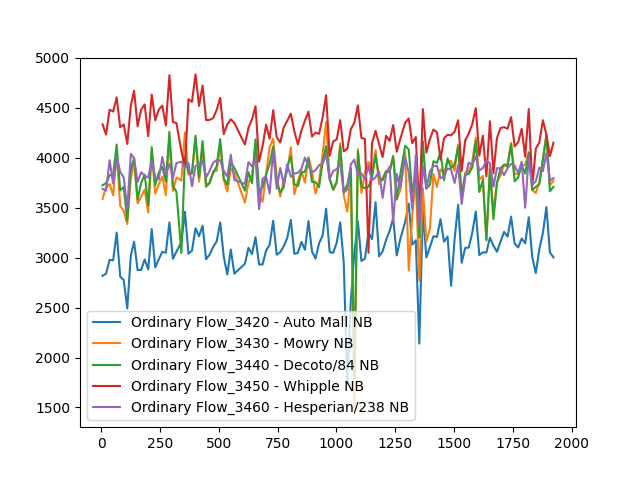 5000
4500
4000
3500
3000
2500
2000
1500
Ordinary Flow_3420 - Auto Mall NB
Ordinary Flow_3430 - Mowry NB
Ordinary Flow_3440 - Decoto/84 NB
Ordinary Flow_3450 - Whipple NB
Ordinary Flow_3460 - Hesperian/238 NB
0 250 500 750 1000 1250 1500 1750 2000